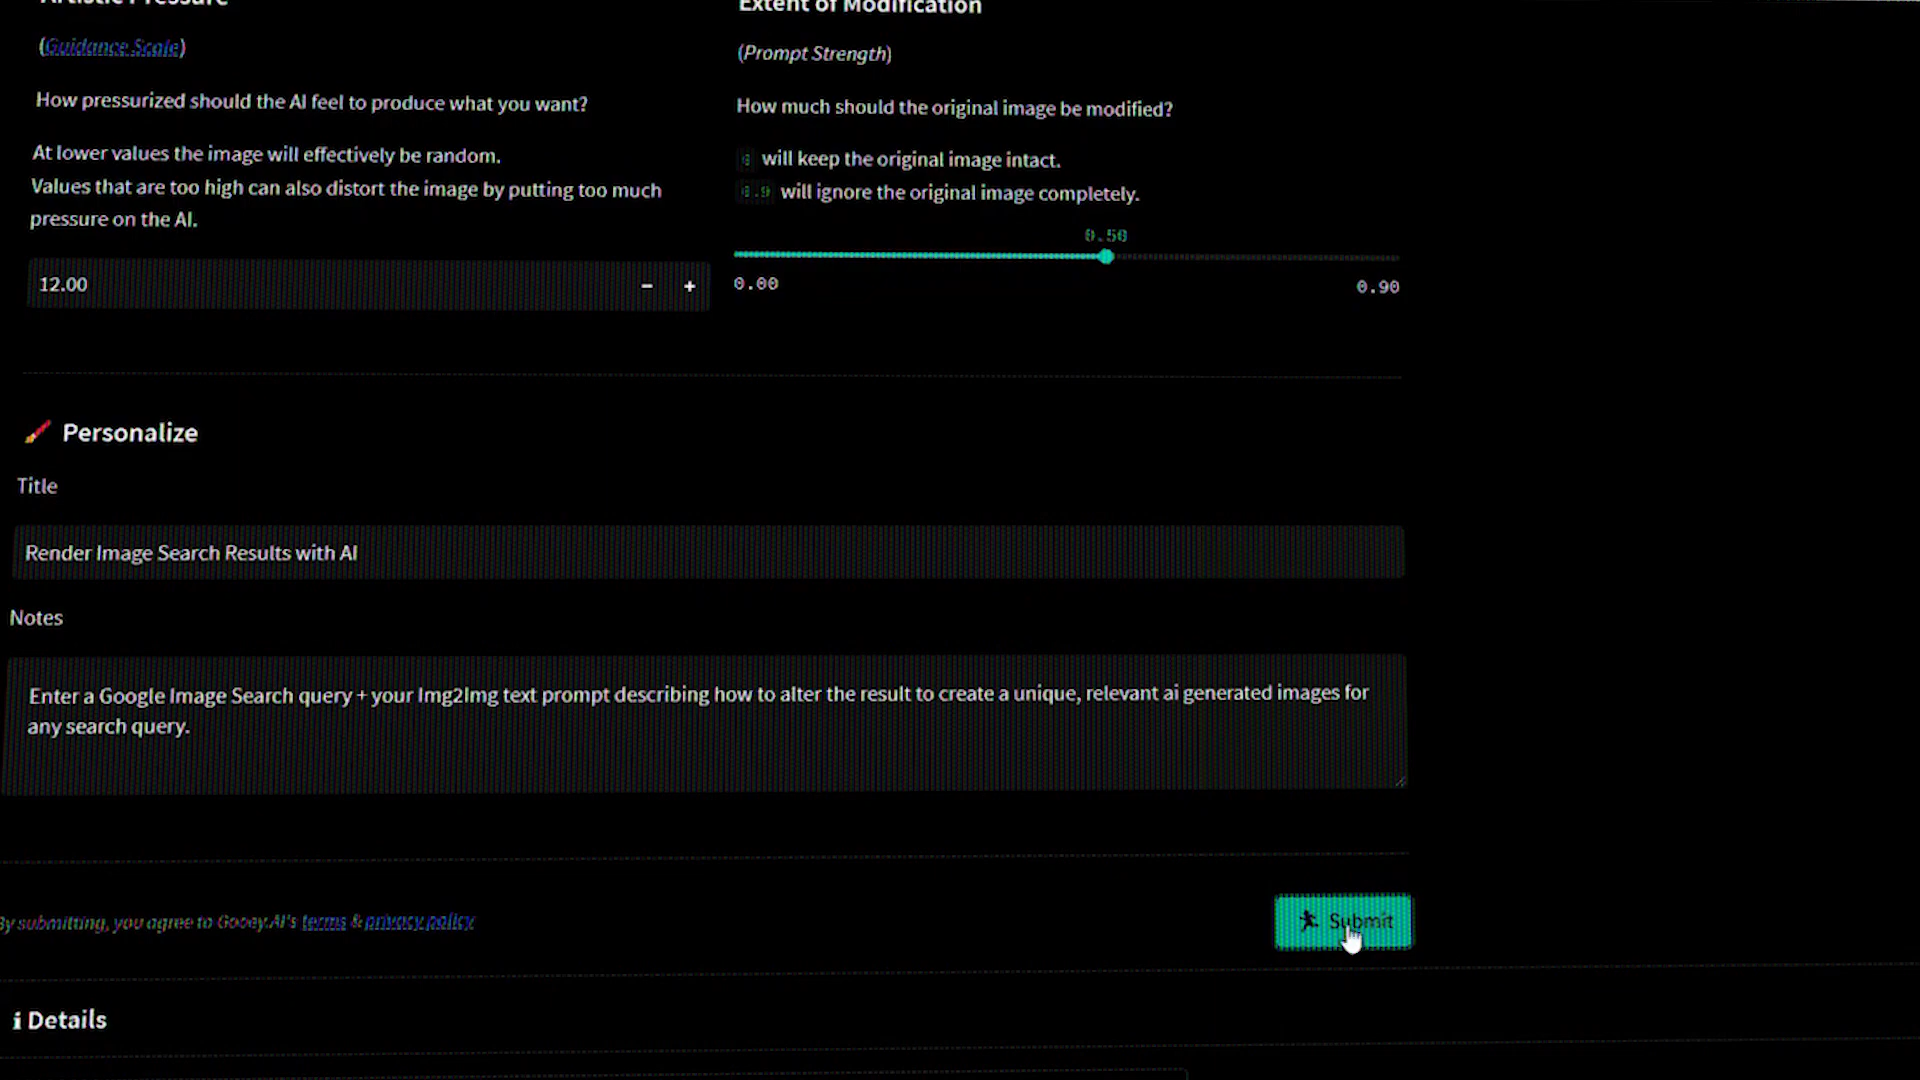 Artistic Pressure
(Guidance Scale)
How pressurized should the AI feel to produce what you want?
At lower values the image will effectively be random.
Values that are too high can also distort the image by putting too much
pressure on the AI.
12.00
− +
Extent of Modification
(Prompt Strength)
How much should the original image be modified?
0 will keep the original image intact.
0.9 will ignore the original image completely.
0.50
0.00
0.90
Personalize
Title
Render Image Search Results with AI
Notes
Enter a Google Image Search query + your Img2Img text prompt describing how to alter the result to create a unique, relevant ai generated images for
any search query.
By submitting, you agree to Gooey.AI's terms & privacy policy.
Submit
Details